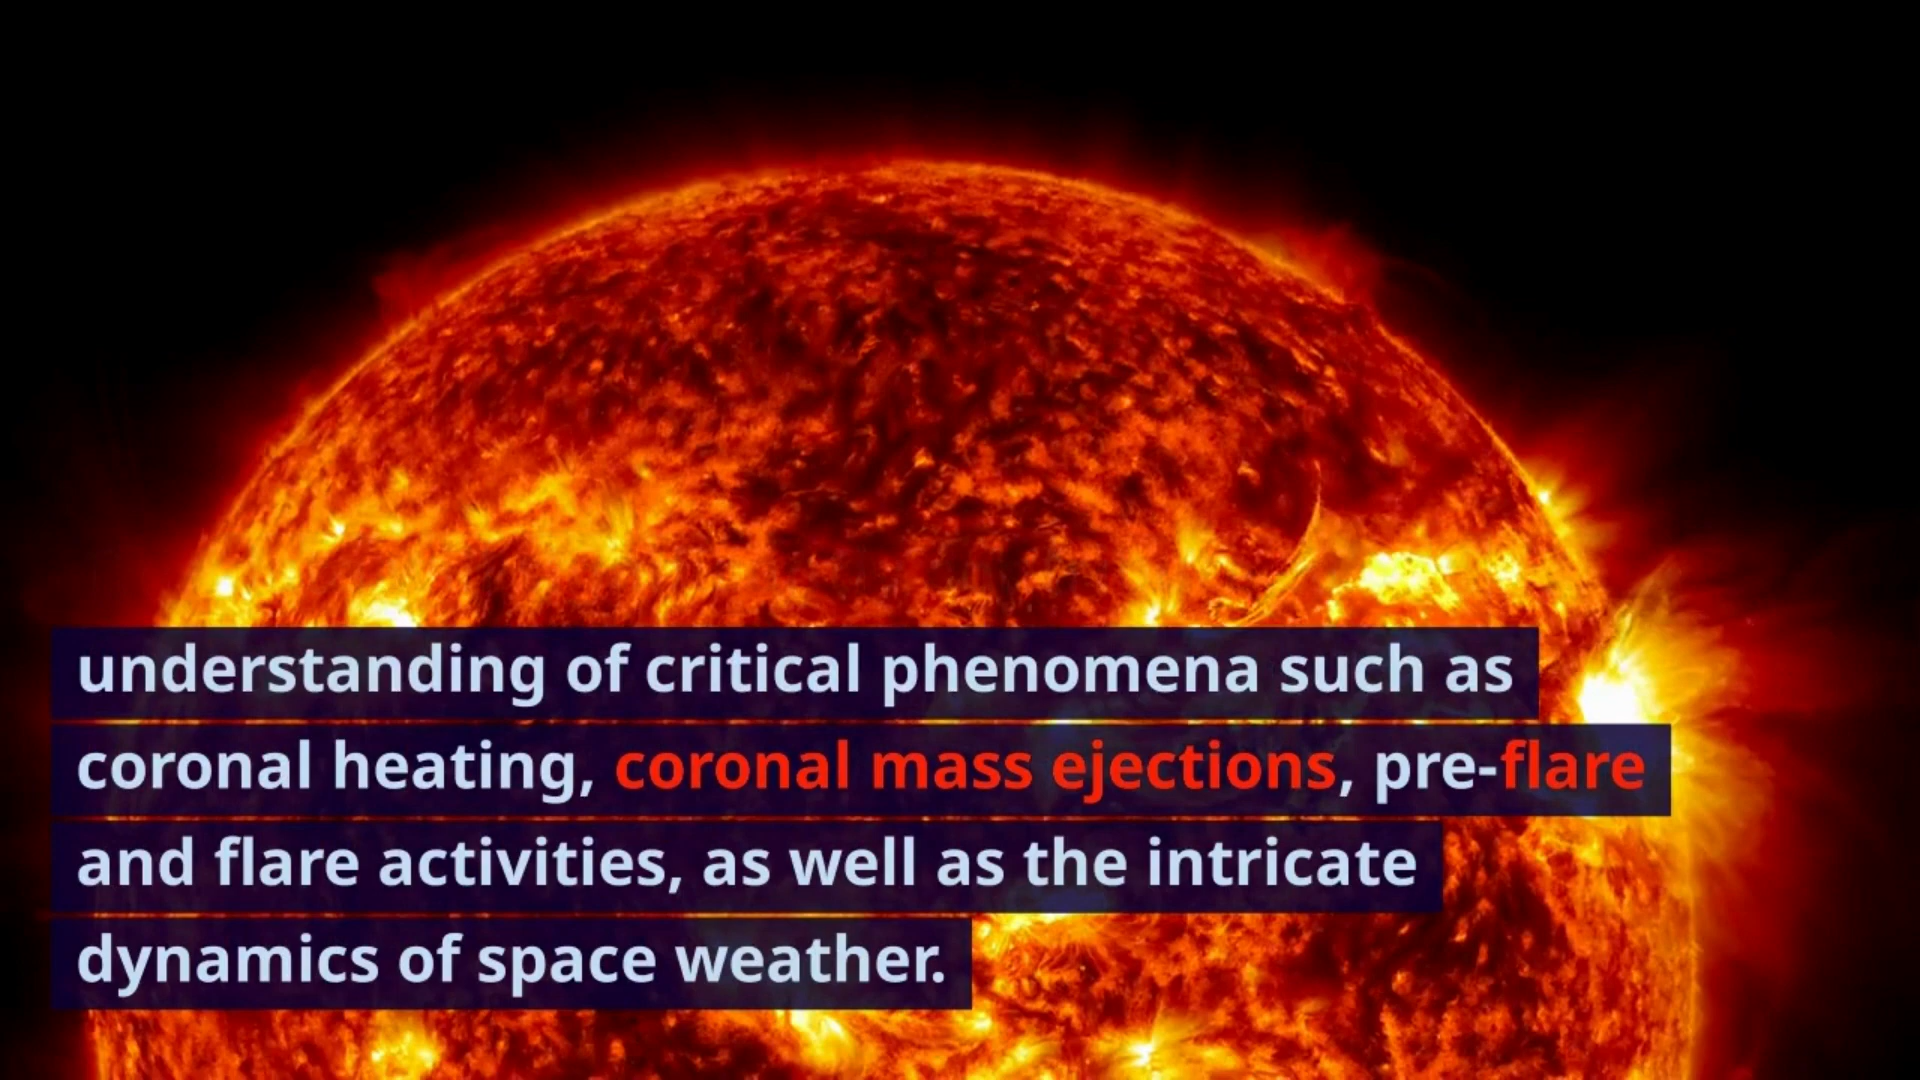 understanding of critical phenomena such as
coronal heating, coronal mass ejections, pre-flare
and flare activities, as well as the intricate
dynamics of space weather.